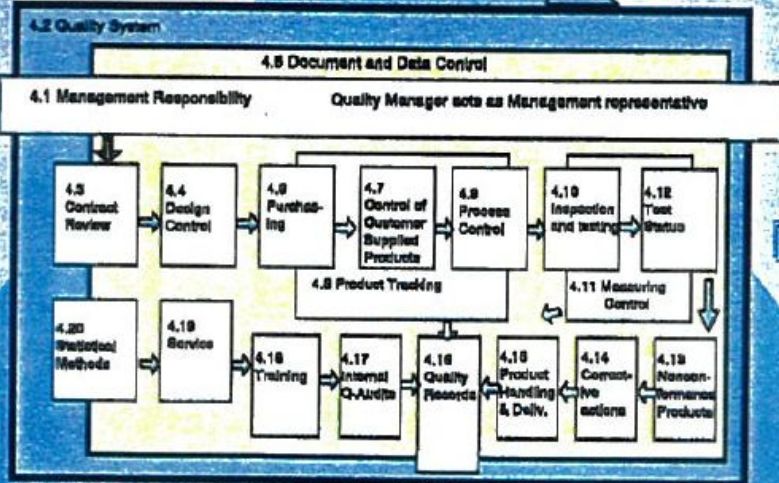 4.2 Quality System
4.5 Document and Data Control
4.1 Management Responsibility
Quality Manager acts as Management representative
4.3
Contract
Review
4.4
Design
Control
4.6
Purchas-
ing
4.7
Control of
Customer
Supplied
Products
4.9
Process
Control
4.10
Inspection
and testing
4.12
Test
Status
4.8 Product Tracking
4.11 Measuring
Control
4.20
Statistical
Methods
4.19
Service
4.18
Training
4.17
Internal
Q-Audits
4.16
Quality
Records
4.15
Product
Handling
& Deliv.
4.14
Correct-
ive
actions
4.13
Nonconf-
ormance
Products